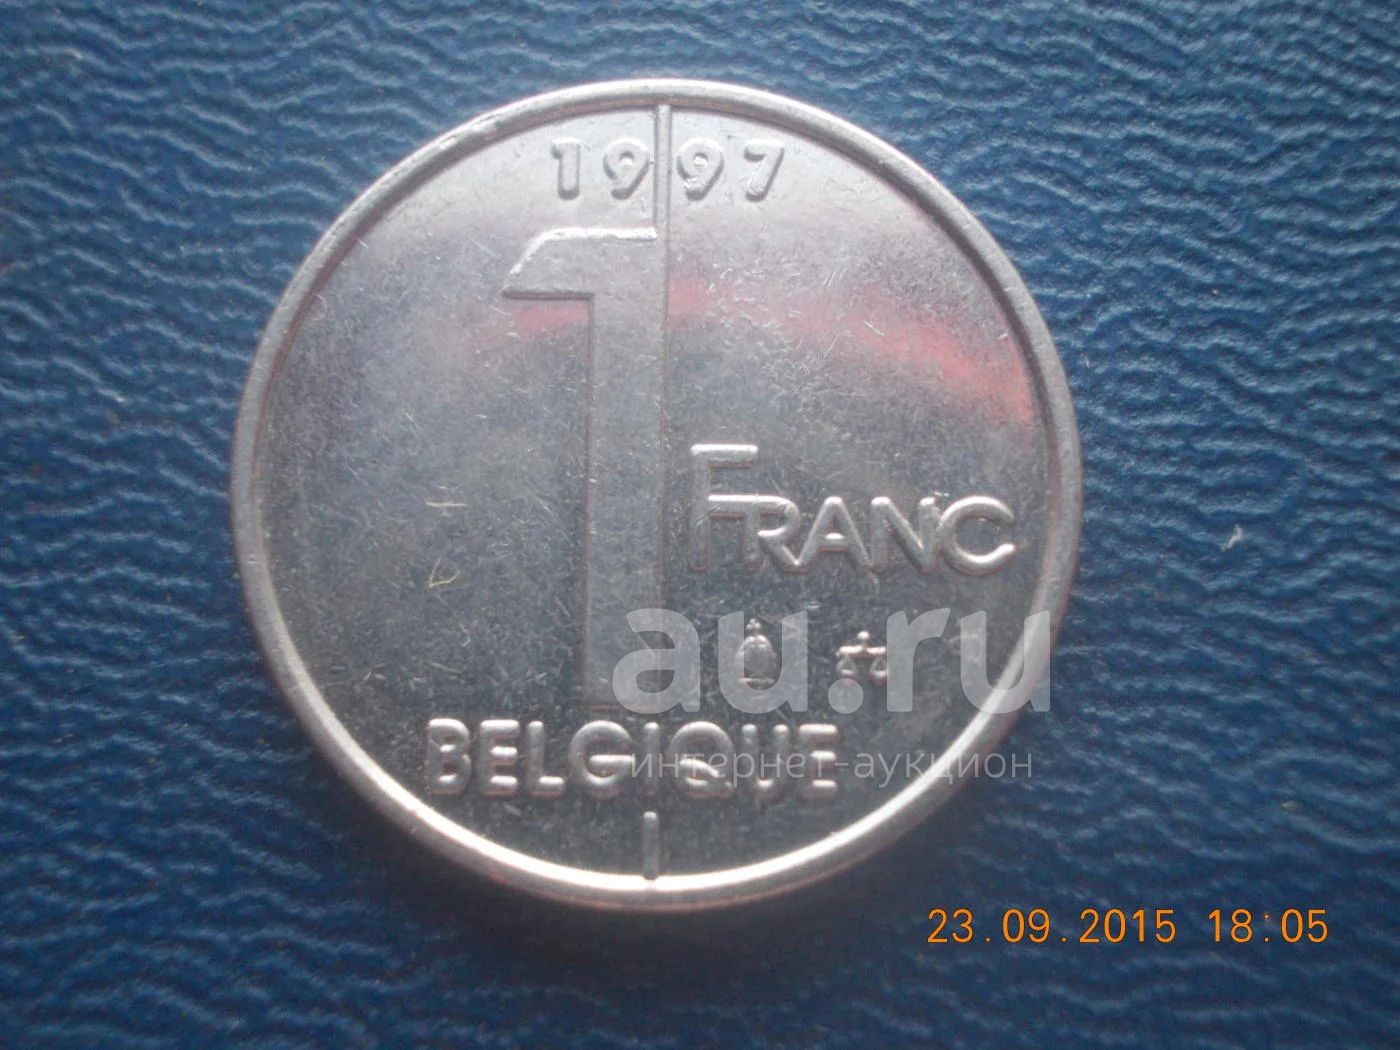 1997
1
FRANC
au.ru
BELGIQUE
интернет-аукцион
23.09.2015 18:05